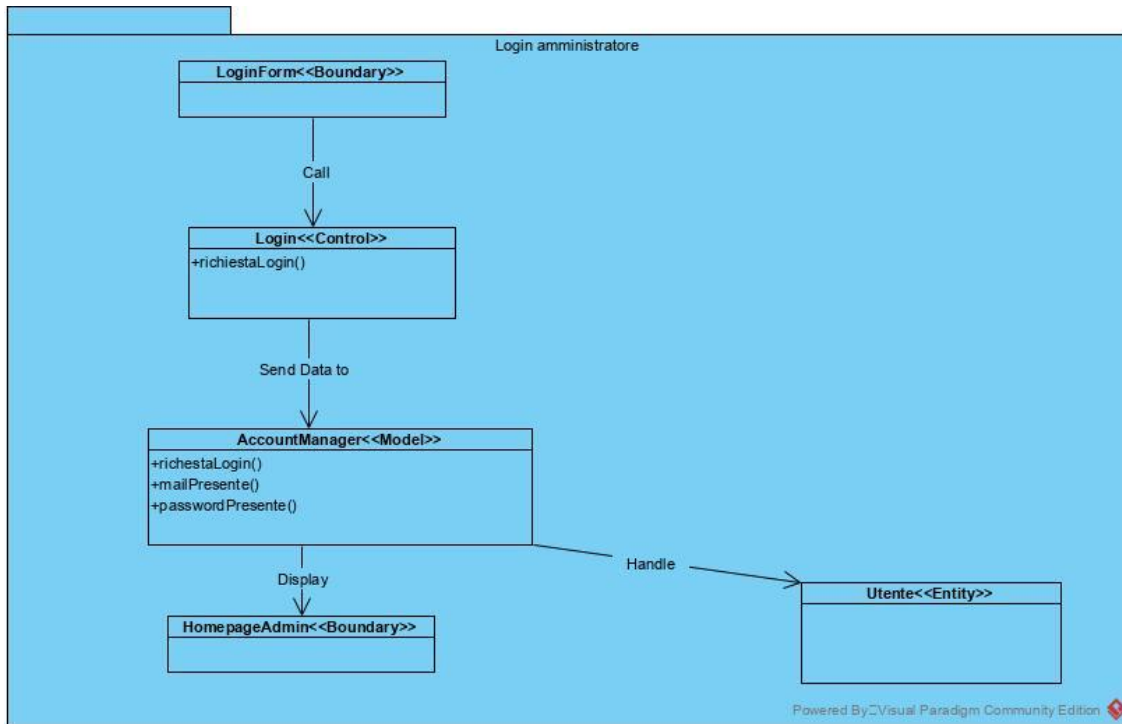 Login amministratore
LoginForm<<Boundary>>
Call
Login<<Control>>
+richiestaLogin()
Send Data to
AccountManager<<Model>>
+richestaLogin()
+mailPresente()
+passwordPresente()
Handle
Display
Utente<<Entity>>
HomepageAdmin<<Boundary>>
Powered By Visual Paradigm Community Edition